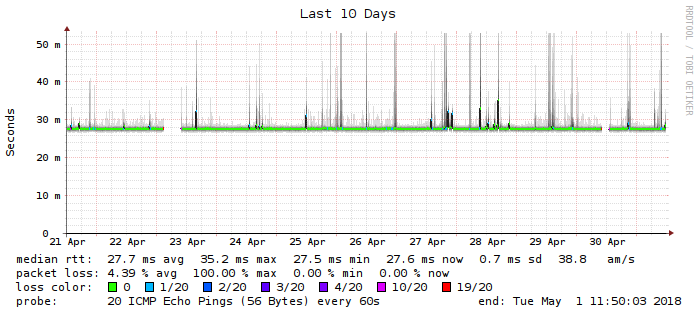 Last 10 Days
RRDTOOL / TOBI OETIKER
Seconds
50 m
40 m
30 m
20 m
10 m
0
21 Apr 22 Apr 23 Apr 24 Apr 25 Apr 26 Apr 27 Apr 28 Apr 29 Apr 30 Apr
median rtt: 27.7 ms avg 35.2 ms max 27.5 ms min 27.6 ms now 0.7 ms sd 38.8 am/s
packet loss: 4.39 % avg 100.00 % max 0.00 % min 0.00 % now
loss color: 0 1/20 2/20 3/20 4/20 10/20 19/20
probe: 20 ICMP Echo Pings (56 Bytes) every 60s end: Tue May 1 11:50:03 2018